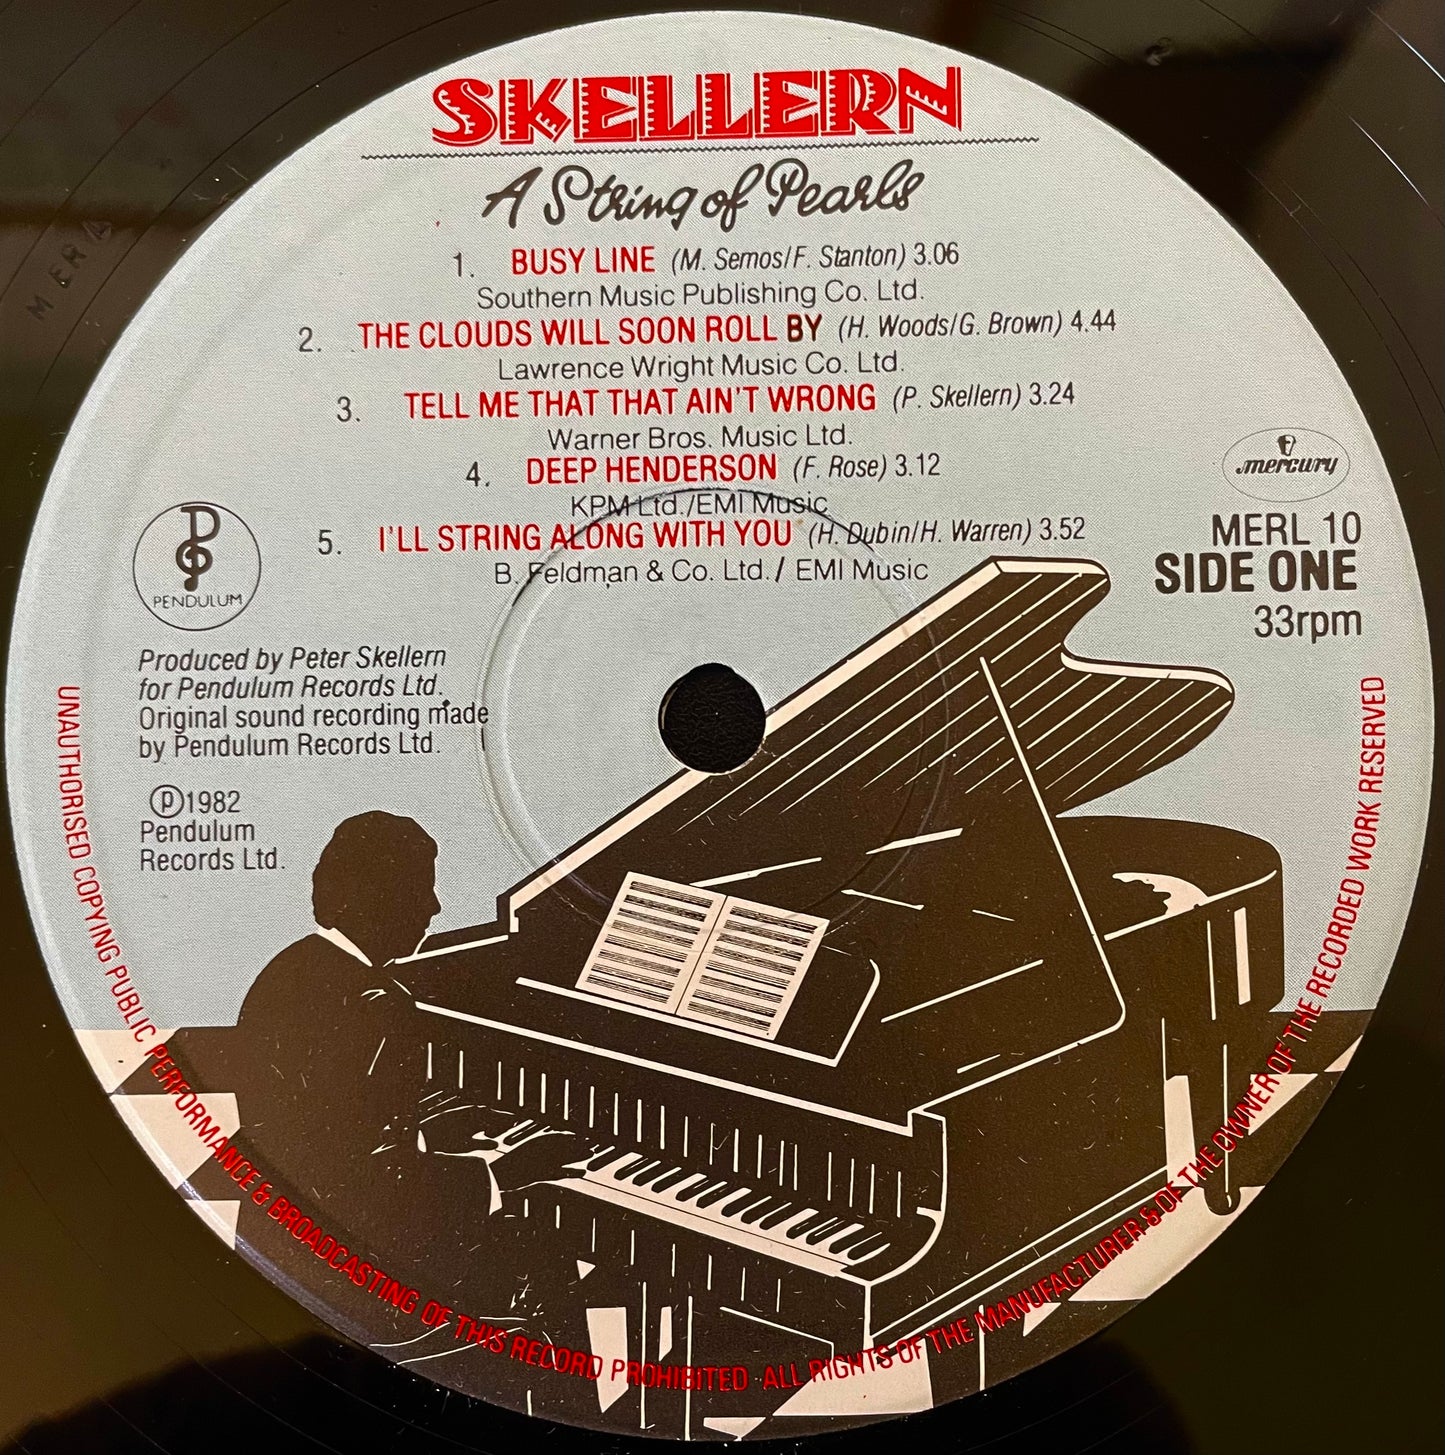 SKELLERN
A String of Pearls
1. BUSY LINE (M. Semos/F. Stanton) 3.06
Southern Music Publishing Co. Ltd.
2. THE CLOUDS WILL SOON ROLL BY (H. Woods/G. Brown) 4.44
Lawrence Wright Music Co. Ltd.
3. TELL ME THAT THAT AIN'T WRONG (P. Skellern) 3.24
Warner Bros. Music Ltd.
4. DEEP HENDERSON (F. Rose) 3.12
KPM Ltd./EMI Music
5. I'LL STRING ALONG WITH YOU (H. Dubin/H. Warren) 3.52
B. Feldman & Co. Ltd./ EMI Music
mercury
MERL 10
SIDE ONE
33rpm
PENDULUM
Produced by Peter Skellern
for Pendulum Records Ltd.
Original sound recording made
by Pendulum Records Ltd.
℗1982
Pendulum
Records Ltd.
UNAUTHORISED COPYING PUBLIC PERFORMANCE & BROADCASTING OF THIS RECORD PROHIBITED ALL RIGHTS OF THE MANUFACTURER & OF THE OWNER OF THE RECORDED WORK RESERVED